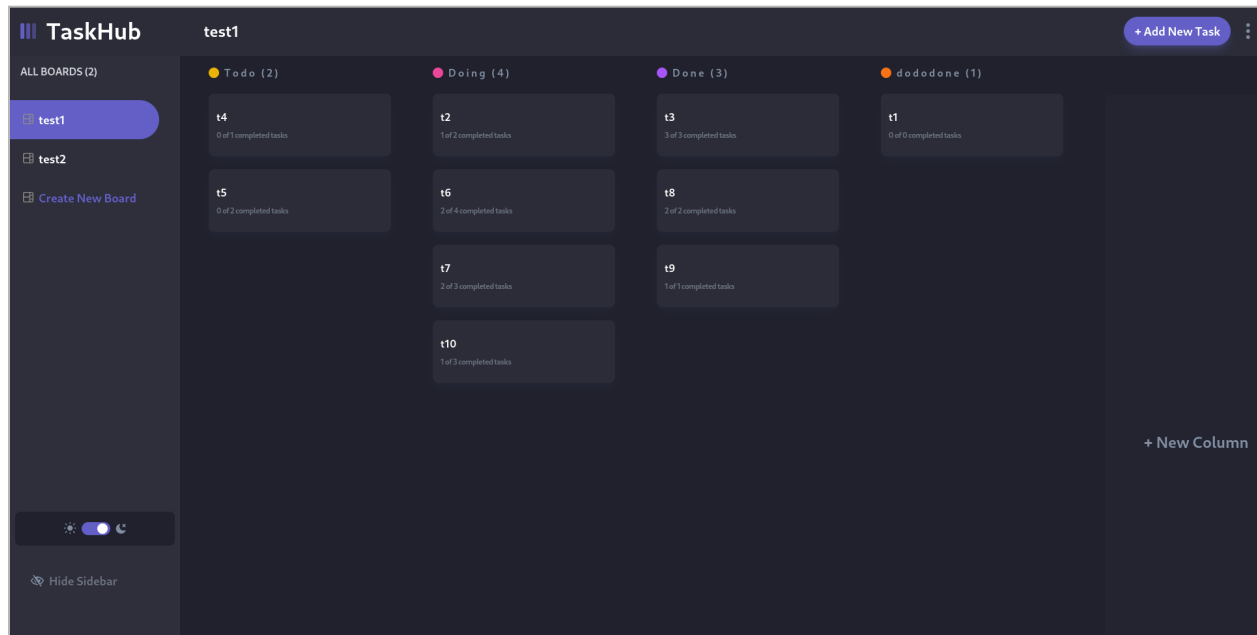 TaskHub
test1
+ Add New Task
ALL BOARDS (2)
test1
test2
Create New Board
Hide Sidebar
Todo (2)
t4
0 of 1 completed tasks
t5
0 of 2 completed tasks
Doing (4)
t2
1 of 2 completed tasks
t6
2 of 4 completed tasks
t7
2 of 3 completed tasks
t10
1 of 3 completed tasks
Done (3)
t3
3 of 3 completed tasks
t8
2 of 2 completed tasks
t9
1 of 1 completed tasks
dododone (1)
t1
0 of 0 completed tasks
+ New Column